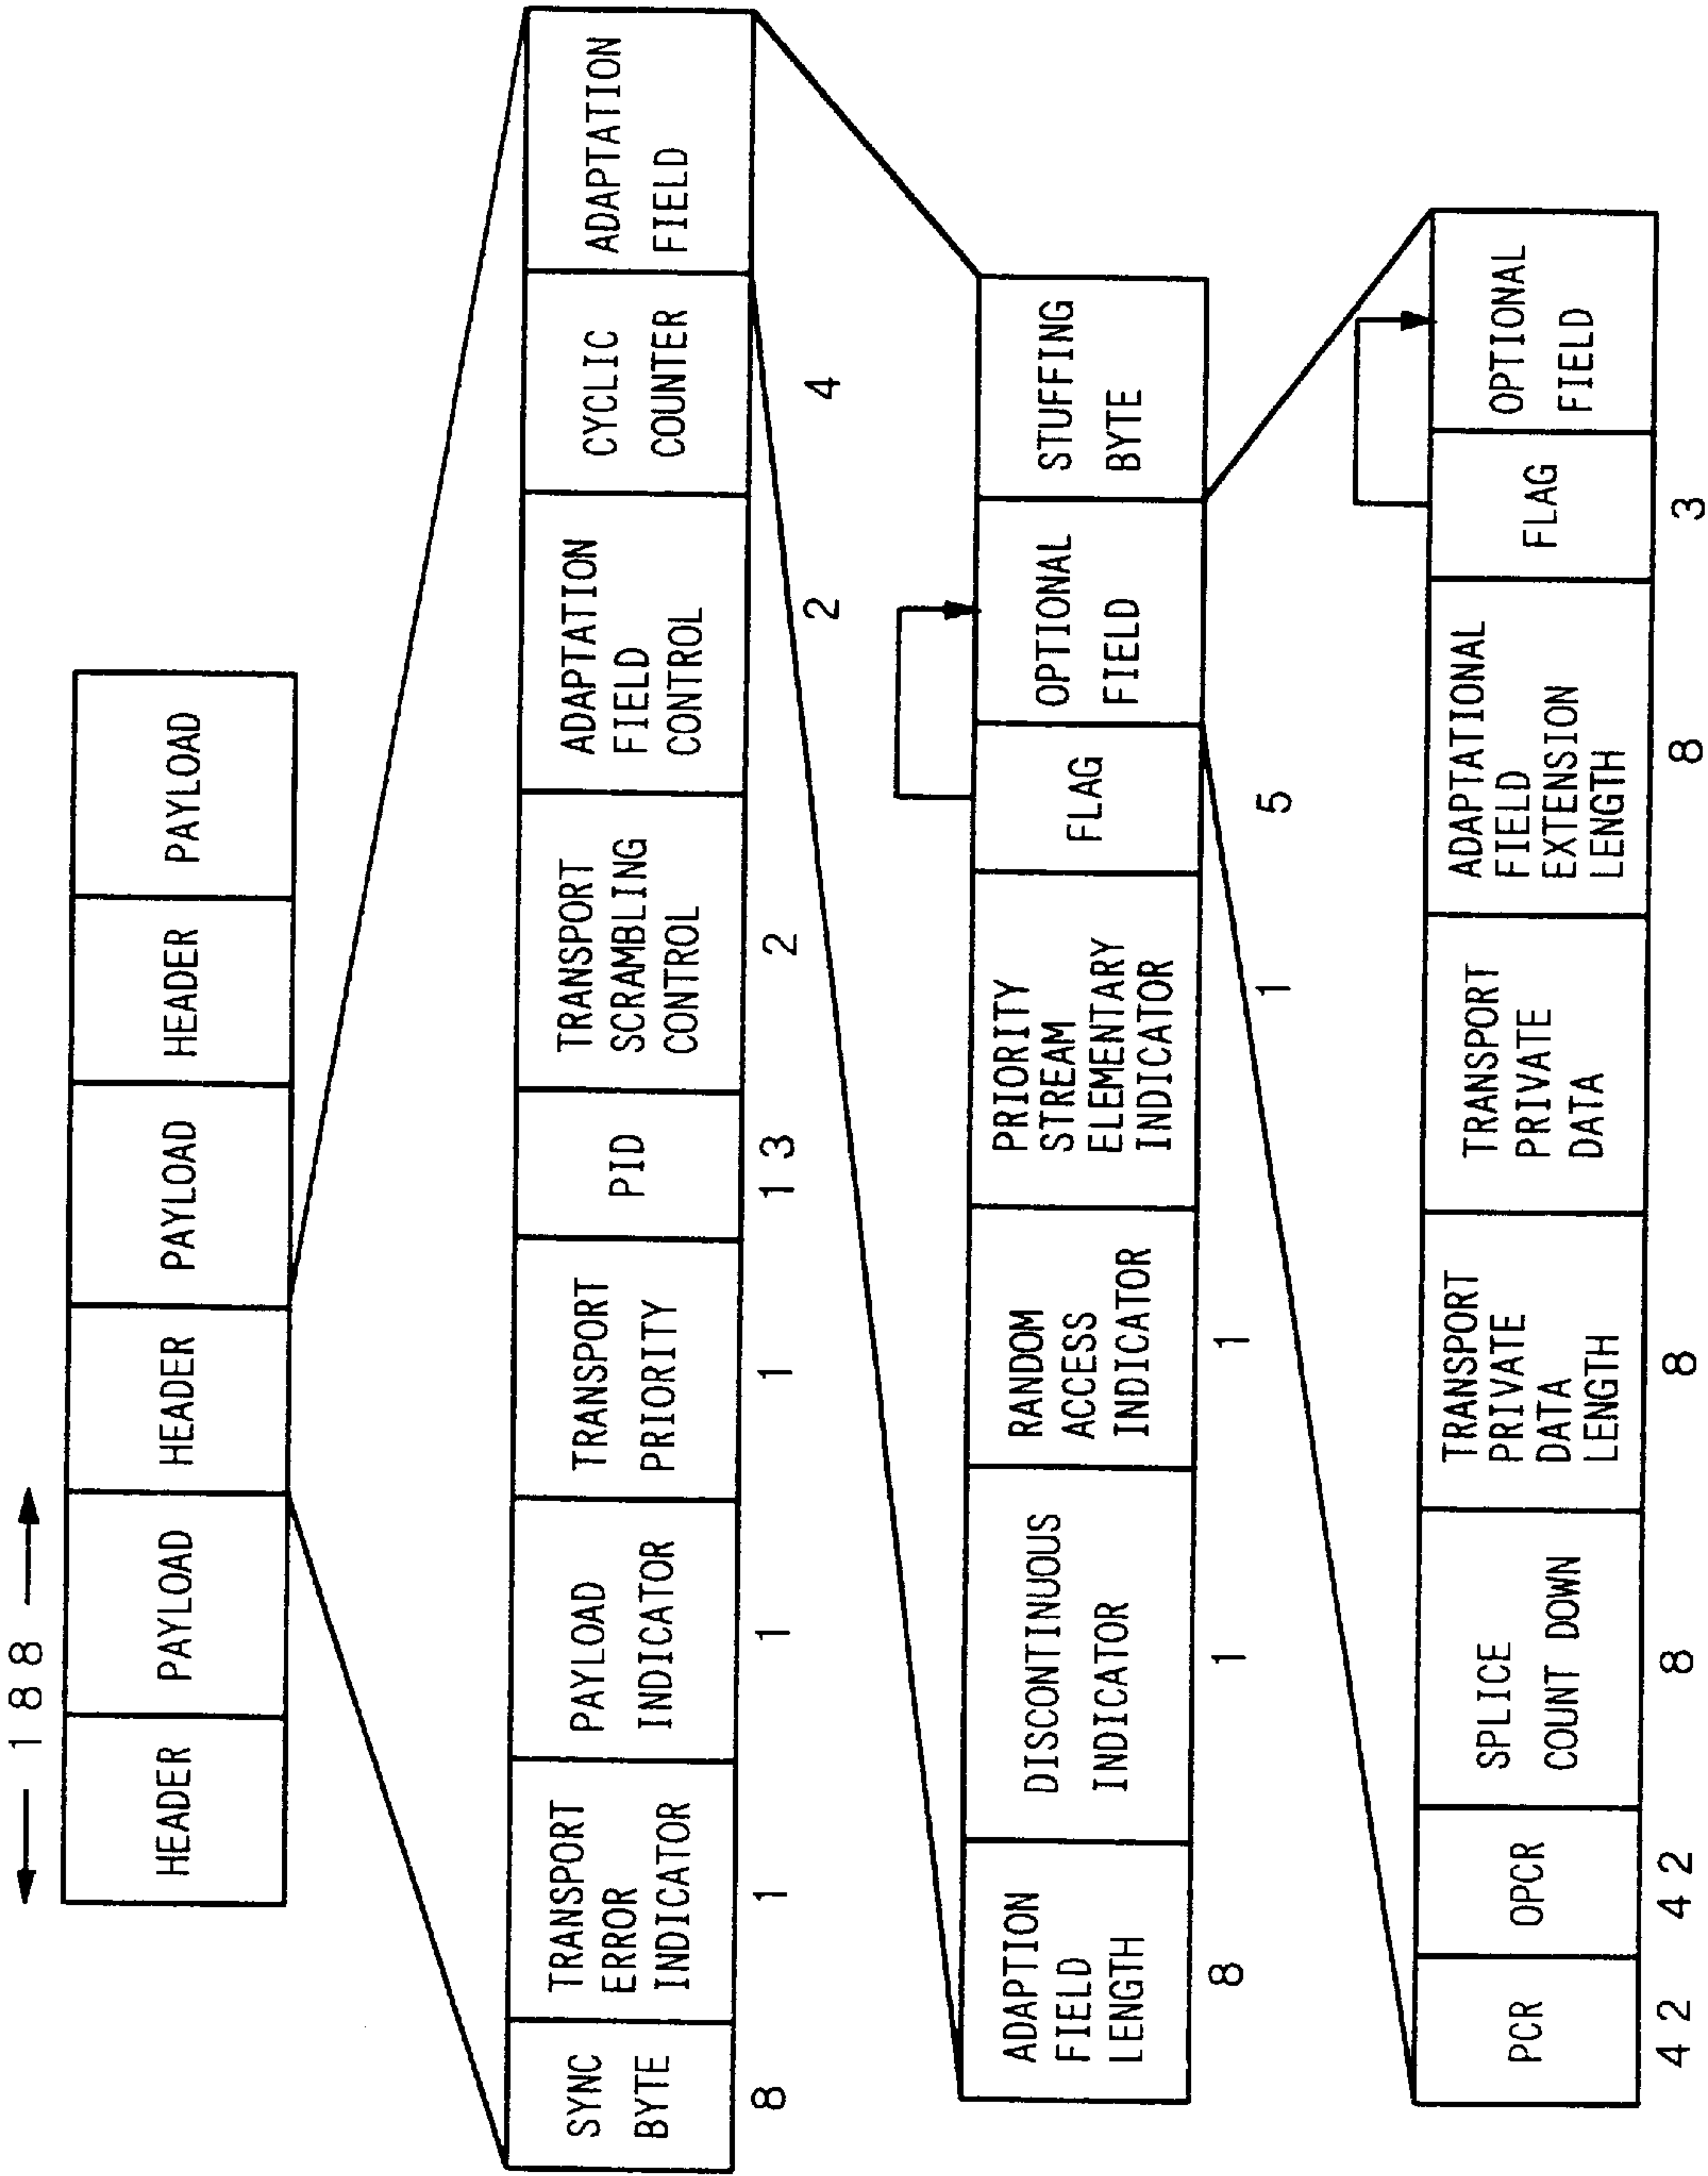 188
HEADER
PAYLOAD
HEADER
PAYLOAD
HEADER
PAYLOAD
SYNC
BYTE
TRANSPORT
ERROR
INDICATOR
PAYLOAD
INDICATOR
TRANSPORT
PRIORITY
PID
TRANSPORT
SCRAMBLING
CONTROL
ADAPTATION
FIELD
CONTROL
CYCLIC
COUNTER
ADAPTATION
FIELD
8
1
1
1
13
2
2
4
ADAPTION
FIELD
LENGTH
DISCONTINUOUS
INDICATOR
RANDOM
ACCESS
INDICATOR
PRIORITY
STREAM
ELEMENTARY
INDICATOR
FLAG
OPTIONAL
FIELD
STUFFING
BYTE
8
1
1
1
5
PCR
OPCR
SPLICE
COUNT DOWN
TRANSPORT
PRIVATE
DATA
LENGTH
TRANSPORT
PRIVATE
DATA
ADAPTATIONAL
FIELD
EXTENSION
LENGTH
FLAG
OPTIONAL
FIELD
42
42
8
8
8
3